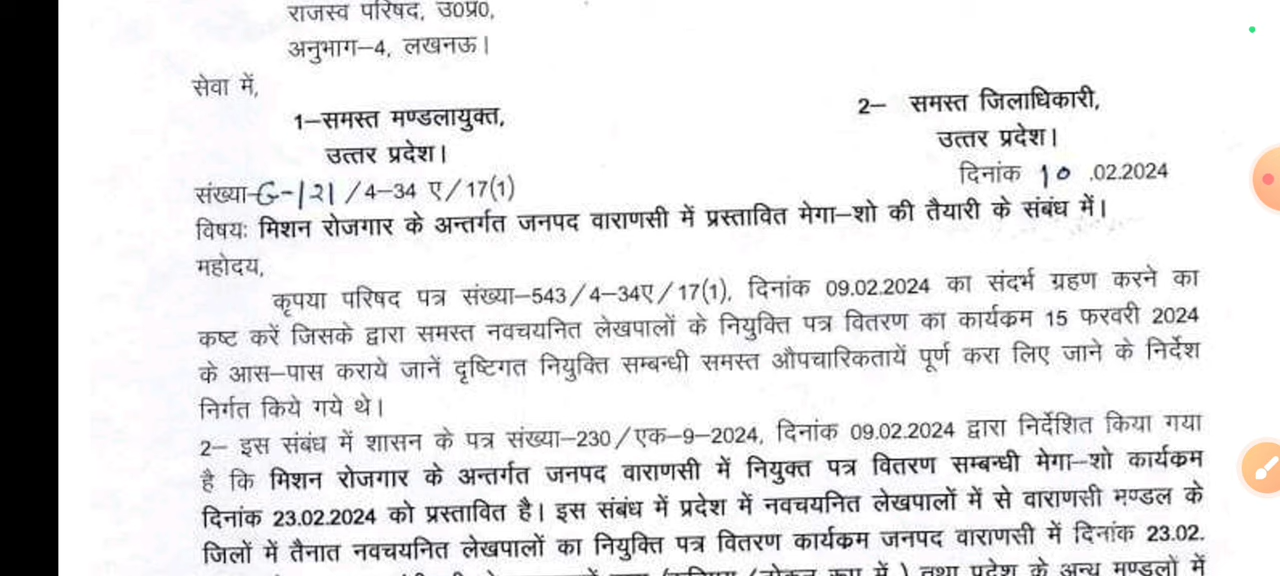 राजस्व परिषद, उ0प्र0,
अनुभाग–4, लखनऊ।
सेवा में,
1–समस्त मण्डलायुक्त,
उत्तर प्रदेश।
2– समस्त जिलाधिकारी,
उत्तर प्रदेश।
संख्या-G-121/4–34 ए/17(1)
दिनांक 10 .02.2024
विषयः मिशन रोजगार के अन्तर्गत जनपद वाराणसी में प्रस्तावित मेगा–शो की तैयारी के संबंध में।
महोदय,
कृपया परिषद पत्र संख्या–543/4–34ए/17(1), दिनांक 09.02.2024 का संदर्भ ग्रहण करने का
कष्ट करें जिसके द्वारा समस्त नवचयनित लेखपालों के नियुक्ति पत्र वितरण का कार्यक्रम 15 फरवरी 2024
के आस–पास कराये जानें दृष्टिगत नियुक्ति सम्बन्धी समस्त औपचारिकतायें पूर्ण करा लिए जाने के निर्देश
निर्गत किये गये थे।
2– इस संबंध में शासन के पत्र संख्या–230/एक–9–2024, दिनांक 09.02.2024 द्वारा निर्देशित किया गया
है कि मिशन रोजगार के अन्तर्गत जनपद वाराणसी में नियुक्त पत्र वितरण सम्बन्धी मेगा–शो कार्यकम
दिनांक 23.02.2024 को प्रस्तावित है। इस संबंध में प्रदेश में नवचयनित लेखपालों में से वाराणसी मण्डल के
जिलों में तैनात नवचयनित लेखपालों का नियुक्ति पत्र वितरण कार्यक्रम जनपद वाराणसी में दिनांक 23.02.
तथा प्रदेश के अन्य मण्डलों में